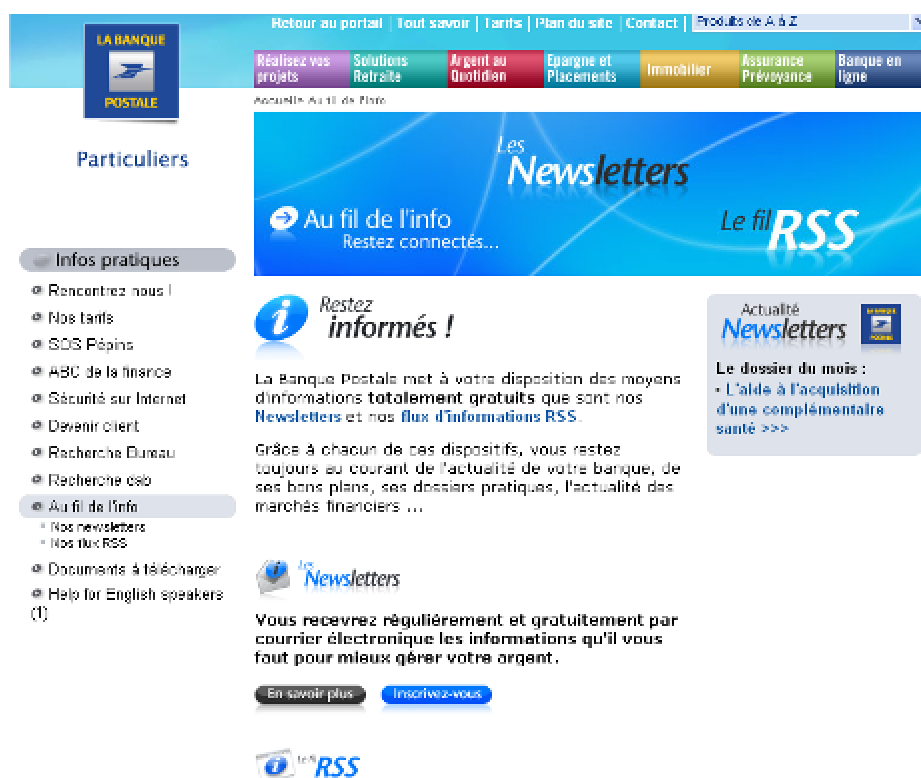 Retour au portail | Tout savoir | Tarifs | Plan du site | Contact | Produits de A à Z
LA BANQUE
POSTALE
Réalisez vos projets
Solutions Retraite
Argent au Quotidien
Epargne et Placements
Immobilier
Assurance Prévoyance
Banque en ligne
Accueil> Au fil de l'info
Particuliers
Les
Newsletters
Au fil de l'info
Restez connectés...
Le fil RSS
Infos pratiques
Rencontrez nous !
Nos tarifs
SOS Pépins
ABC de la finance
Sécurité sur Internet
Devenir client
Recherche Bureau
Recherche dab
Au fil de l'info
Nos newsletters
Nos flux RSS
Documents à télécharger
Help for English speakers
(1)
Restez
informés !
La Banque Postale met à votre disposition des moyens
d'informations totalement gratuits que sont nos
Newsletters et nos flux d'informations RSS.
Grâce à chacun de ces dispositifs, vous restez
toujours au courant de l'actualité de votre banque, de
ses bons plans, ses dossiers pratiques, l'actualité des
marchés financiers ...
Les
Newsletters
Vous recevrez régulièrement et gratuitement par
courrier électronique les informations qu'il vous
faut pour mieux gérer votre argent.
En savoir plus
Inscrivez-vous
Le fil RSS
Actualité
Newsletters
Le dossier du mois :
- L'aide à l'acquisition
d'une complémentaire
santé >>>